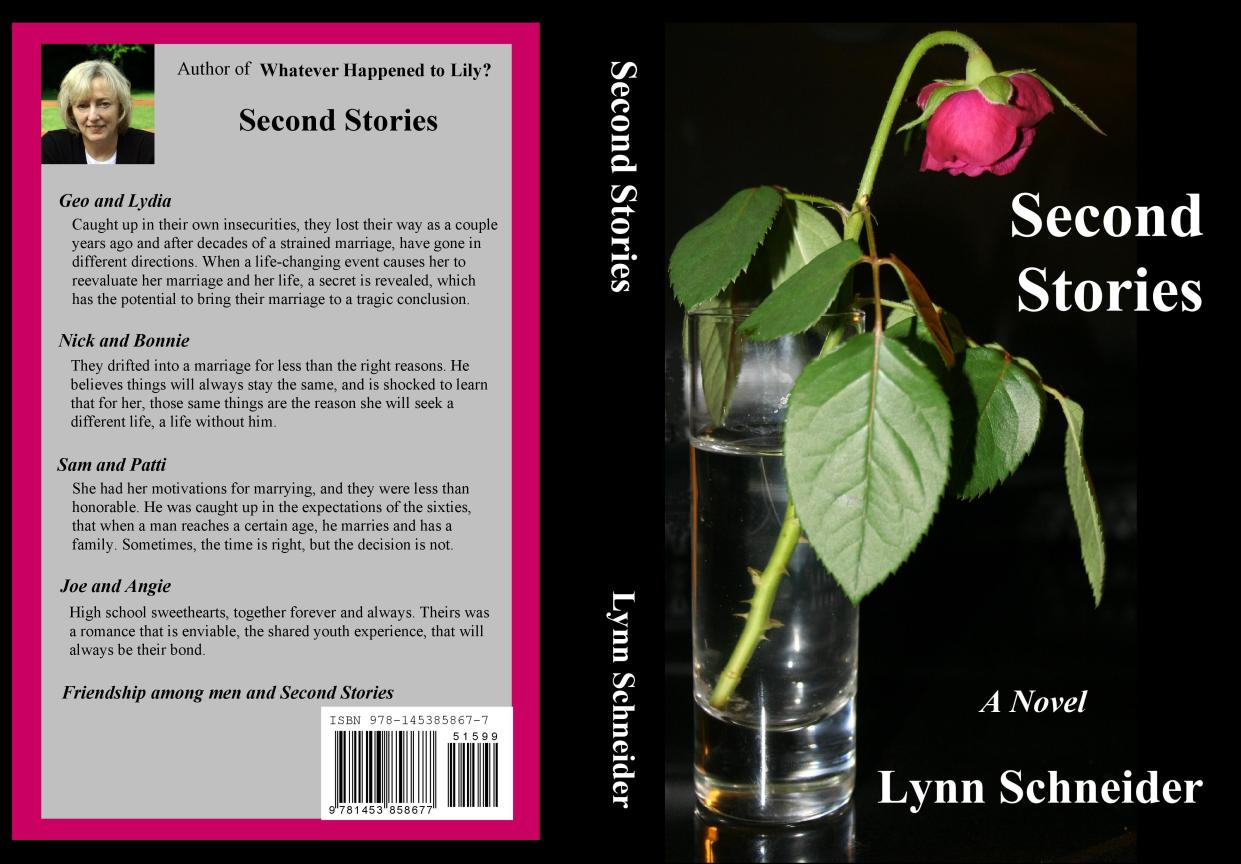 Author of Whatever Happened to Lily?
Second Stories
Geo and Lydia
Caught up in their own insecurities, they lost their way as a couple
years ago and after decades of a strained marriage, have gone in
different directions. When a life-changing event causes her to
reevaluate her marriage and her life, a secret is revealed, which
has the potential to bring their marriage to a tragic conclusion.
Nick and Bonnie
They drifted into a marriage for less than the right reasons. He
believes things will always stay the same, and is shocked to learn
that for her, those same things are the reason she will seek a
different life, a life without him.
Sam and Patti
She had her motivations for marrying, and they were less than
honorable. He was caught up in the expectations of the sixties,
that when a man reaches a certain age, he marries and has a
family. Sometimes, the time is right, but the decision is not.
Joe and Angie
High school sweethearts, together forever and always. Theirs was
a romance that is enviable, the shared youth experience, that will
always be their bond.
Friendship among men and Second Stories
ISBN 978-145385867-7
51599
9 781453 858677
Second Stories
Lynn Schneider
Second
Stories
A Novel
Lynn Schneider